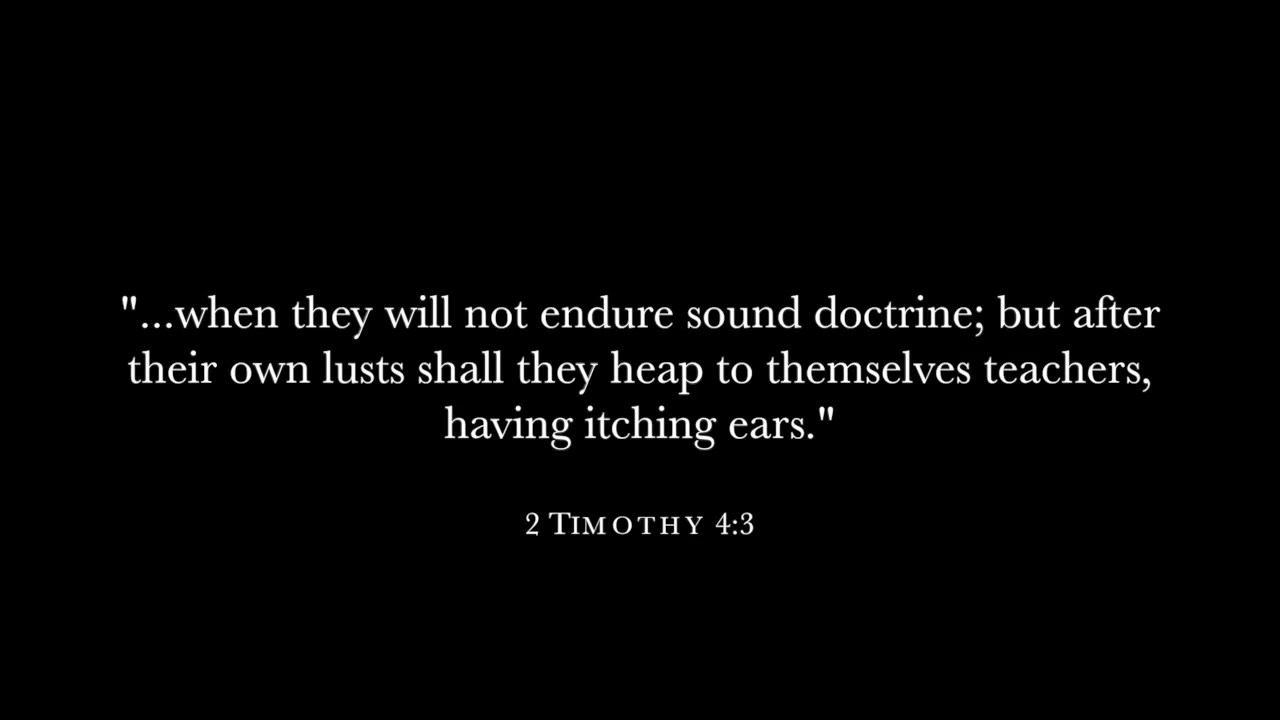 "...when they will not endure sound doctrine; but after
their own lusts shall they heap to themselves teachers,
having itching ears."
2 TIMOTHY 4:3